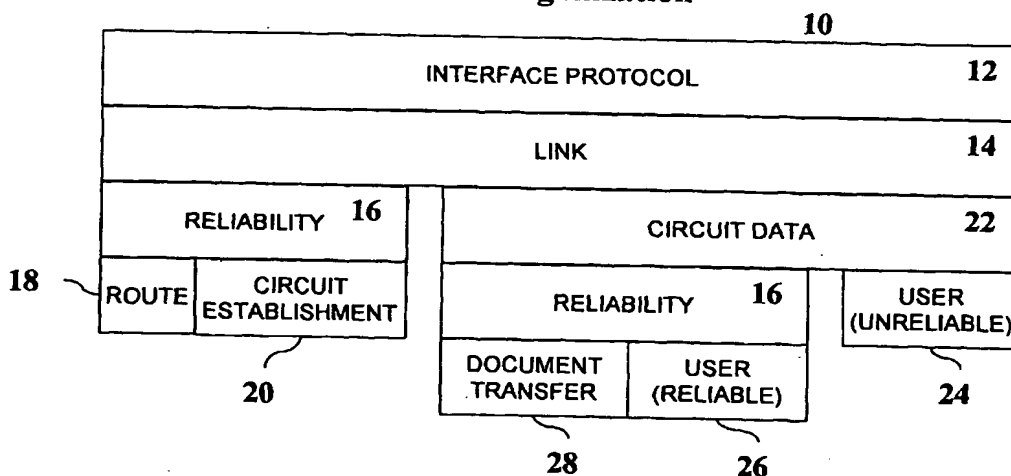 10
INTERFACE PROTOCOL 12
LINK 14
RELIABILITY 16
CIRCUIT DATA 22
18 ROUTE
CIRCUIT
ESTABLISHMENT
RELIABILITY 16
USER
(UNRELIABLE)
20
DOCUMENT
TRANSFER
USER
(RELIABLE)
24
28
26